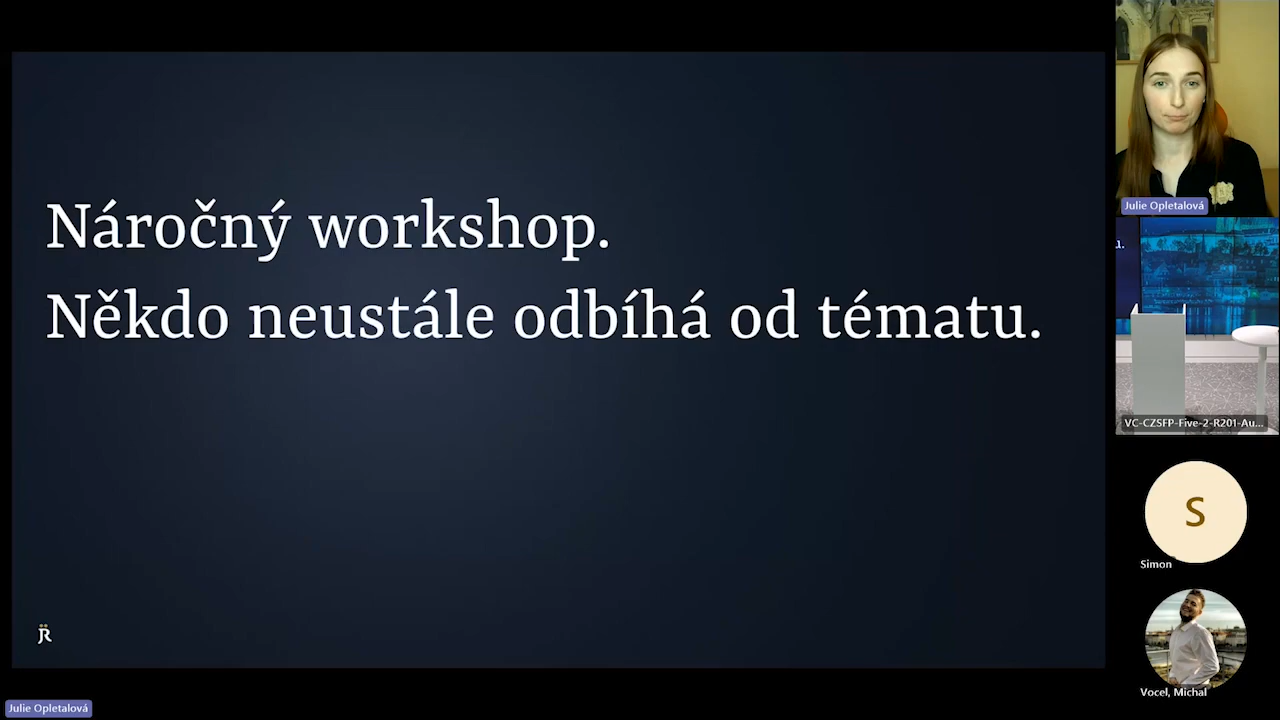 Náročný workshop.
Někdo neustále odbíhá od tématu.
JR
Julie Opletalová
Julie Opletalová
u.
VC-CZSFP-Five-2-R201-Au...
S
Simon
Vocel, Michal